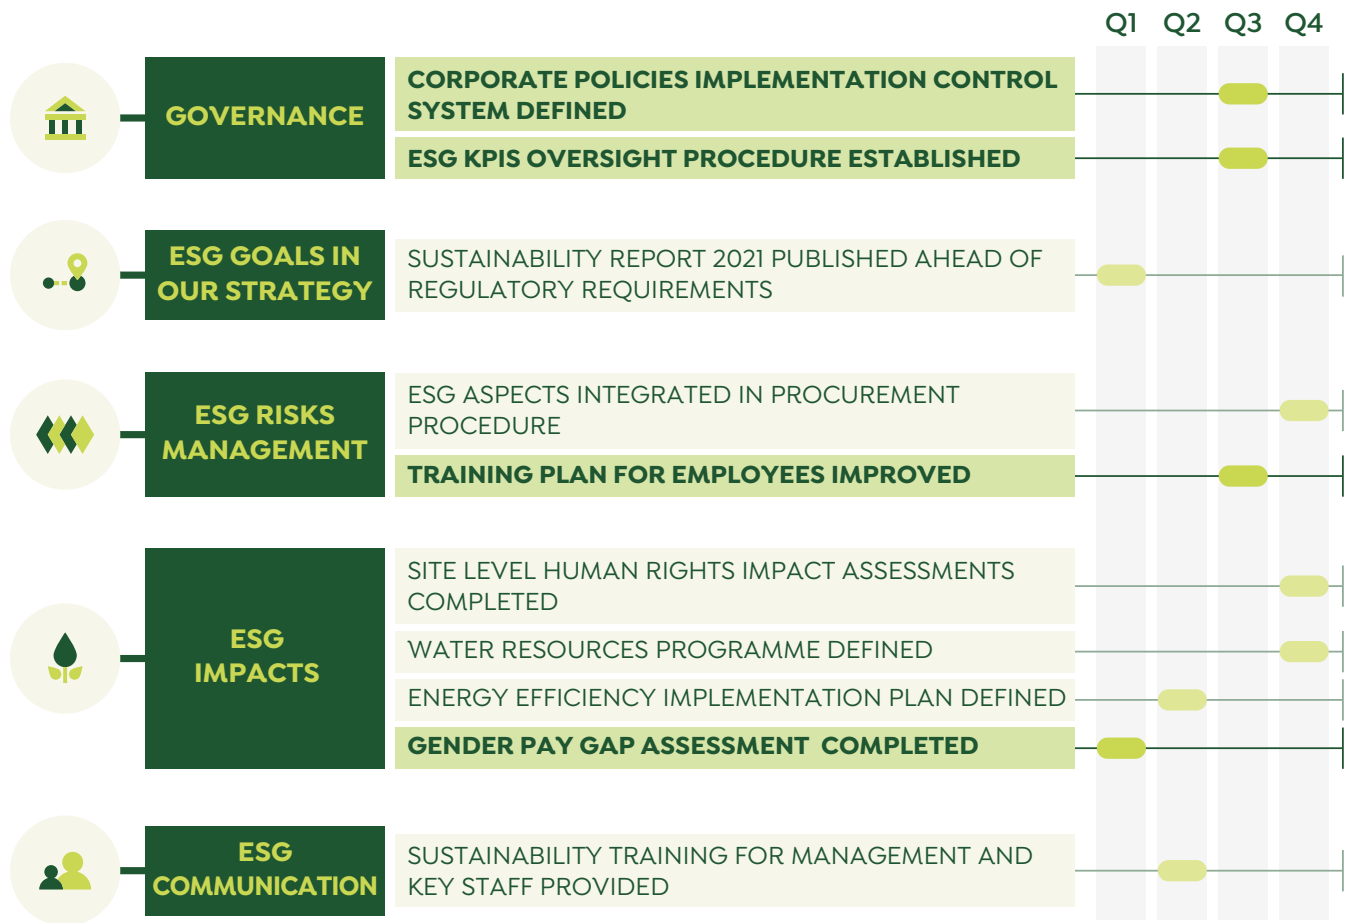 Q1 Q2 Q3 Q4
GOVERNANCE
CORPORATE POLICIES IMPLEMENTATION CONTROL
SYSTEM DEFINED
ESG KPIS OVERSIGHT PROCEDURE ESTABLISHED
ESG GOALS IN
OUR STRATEGY
SUSTAINABILITY REPORT 2021 PUBLISHED AHEAD OF
REGULATORY REQUIREMENTS
ESG RISKS
MANAGEMENT
ESG ASPECTS INTEGRATED IN PROCUREMENT
PROCEDURE
TRAINING PLAN FOR EMPLOYEES IMPROVED
ESG
IMPACTS
SITE LEVEL HUMAN RIGHTS IMPACT ASSESSMENTS
COMPLETED
WATER RESOURCES PROGRAMME DEFINED
ENERGY EFFICIENCY IMPLEMENTATION PLAN DEFINED
GENDER PAY GAP ASSESSMENT COMPLETED
ESG
COMMUNICATION
SUSTAINABILITY TRAINING FOR MANAGEMENT AND
KEY STAFF PROVIDED